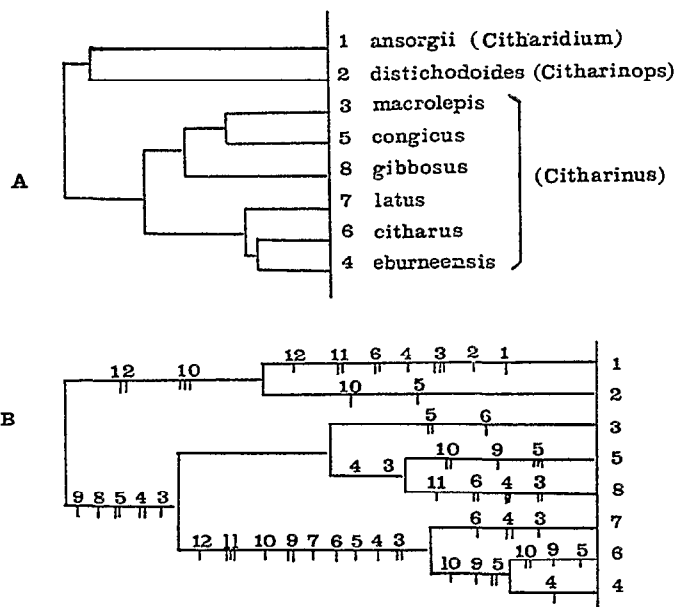 1 ansorgii (Citharidium)
2 distichodoides (Citharinops)
3 macrolepis
5 congicus
A
8 gibbosus
(Citharinus)
7 latus
6 citharus
4 eburneensis
12 11 6 4 3 2 1
1
12 10
10 5
2
B
5 6
3
10 9 5
5
4 3
11 6 4 3
8
9 8 5 4 3
6 4 3
7
12 11 10 9 7 6 5 4 3
10 9 5
6
10 9 5
4
4